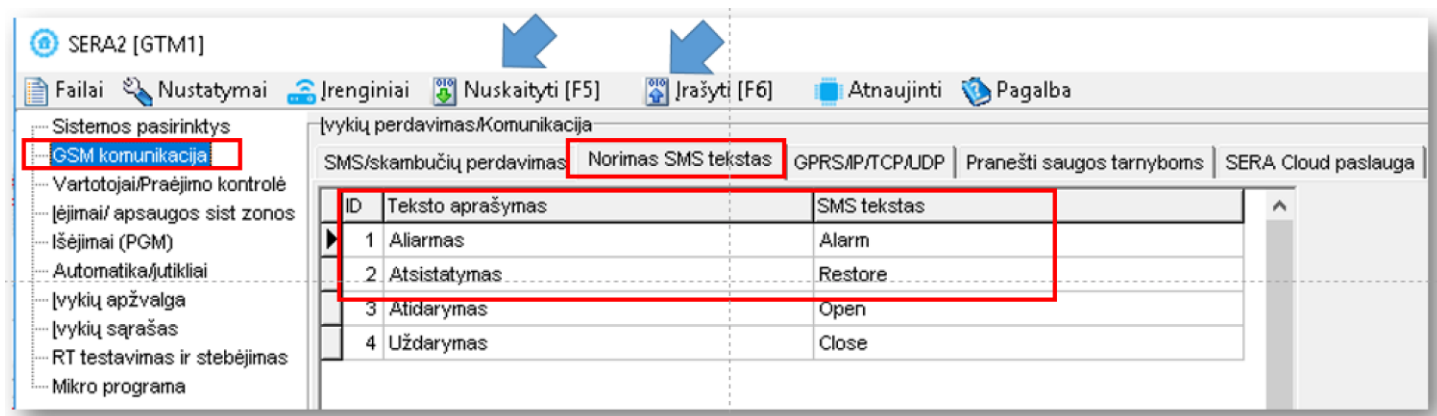 SERA2 [GTM1]
Failai Nustatymai Įrenginiai Nuskaityti [F5] Įrašyti [F6] Atnaujinti Pagalba
Sistemos pasirinktys
GSM komunikacija
Vartotojai/Praėjimo kontrolė
Įėjimai/ apsaugos sist zonos
Išėjimai (PGM)
Automatika/jutikliai
Įvykių apžvalga
Įvykių sąrašas
RT testavimas ir stebėjimas
Mikro programa
Įvykių perdavimas/Komunikacija
SMS/skambučių perdavimas Norimas SMS tekstas GPRS/IP/TCP/UDP Pranešti saugos tarnyboms SERA Cloud paslauga
ID Teksto aprašymas SMS tekstas
1 Aliarmas Alarm
2 Atsistatymas Restore
3 Atidarymas Open
4 Uždarymas Close